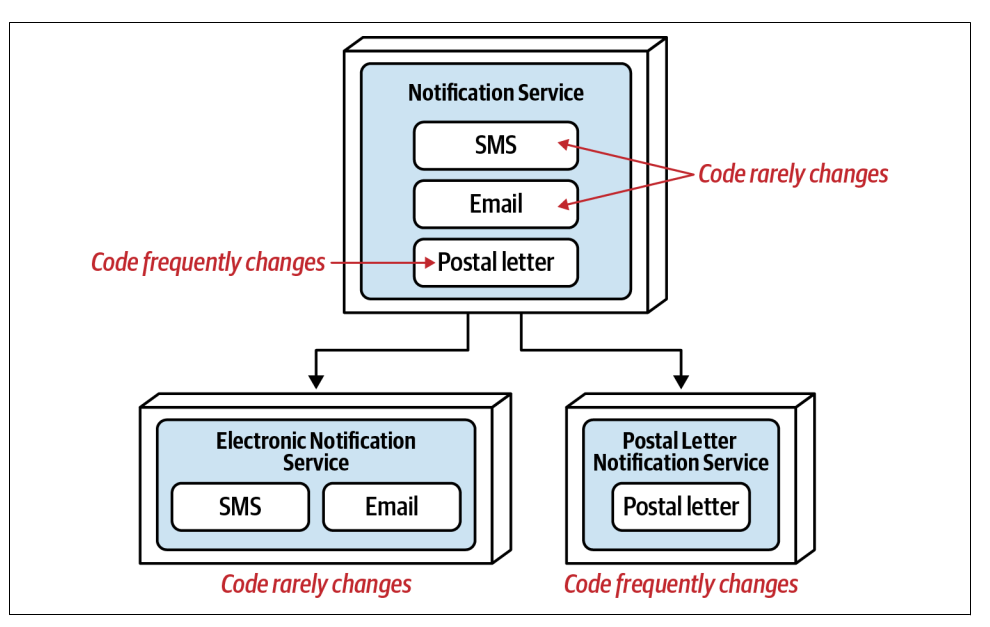 Notification Service
SMS
Code rarely changes
Email
Code frequently changes
Postal letter
Electronic Notification
Service
SMS
Email
Code rarely changes
Postal Letter
Notification Service
Postal letter
Code frequently changes